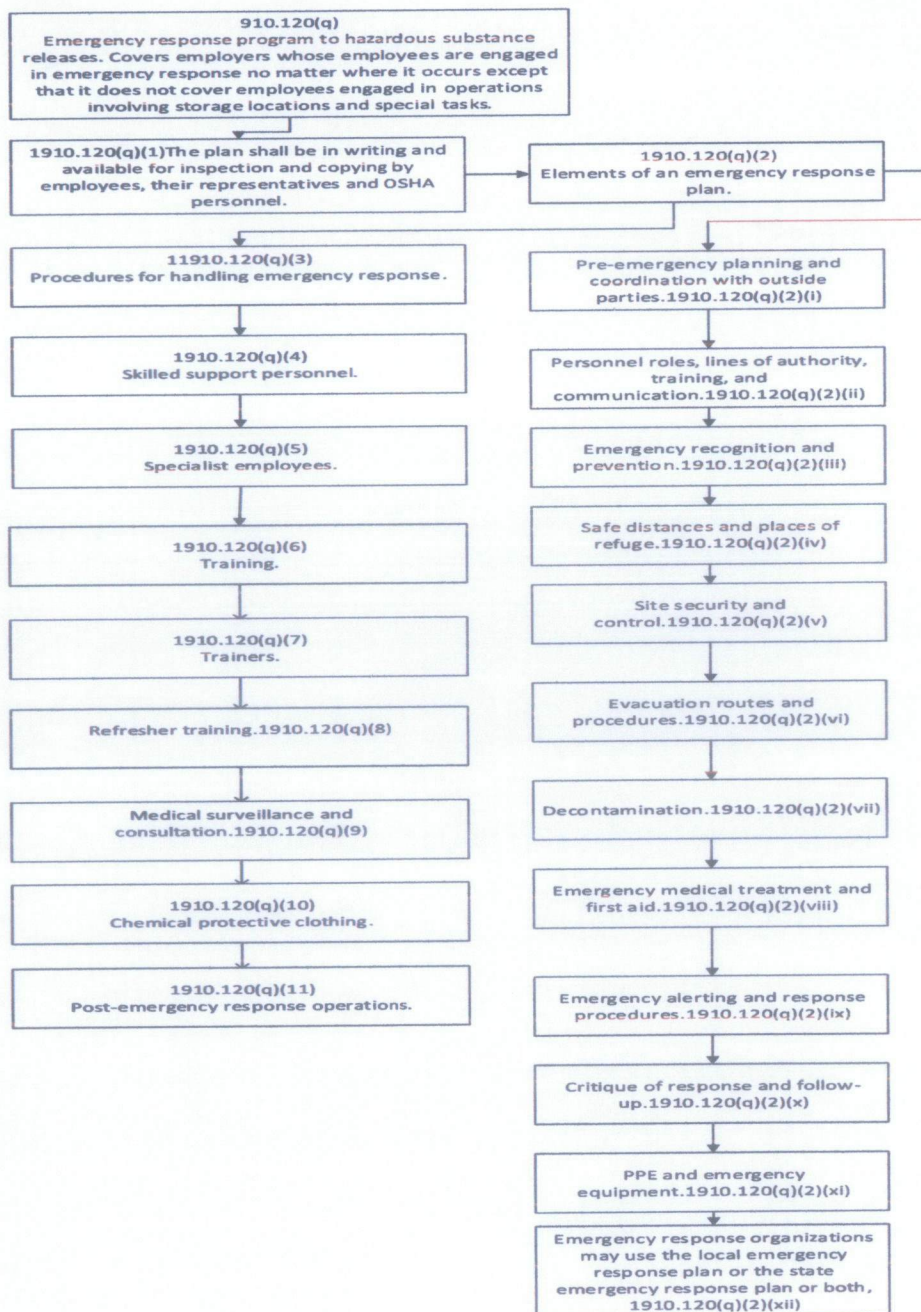 910.120(q)
Emergency response program to hazardous substance
releases. Covers employers whose employees are engaged
in emergency response no matter where it occurs except
that it does not cover employees engaged in operations
involving storage locations and special tasks.
1910.120(q)(1)The plan shall be in writing and
available for inspection and copying by
employees, their representatives and OSHA
personnel.
1910.120(q)(2)
Elements of an emergency response
plan.
11910.120(q)(3)
Procedures for handling emergency response.
1910.120(q)(4)
Skilled support personnel.
1910.120(q)(5)
Specialist employees.
1910.120(q)(6)
Training.
1910.120(q)(7)
Trainers.
Refresher training.1910.120(q)(8)
Medical surveillance and
consultation.1910.120(q)(9)
1910.120(q)(10)
Chemical protective clothing.
1910.120(q)(11)
Post-emergency response operations.
Pre-emergency planning and
coordination with outside
parties.1910.120(q)(2)(i)
Personnel roles, lines of authority,
training, and
communication.1910.120(q)(2)(ii)
Emergency recognition and
prevention.1910.120(q)(2)(iii)
Safe distances and places of
refuge.1910.120(q)(2)(iv)
Site security and
control.1910.120(q)(2)(v)
Evacuation routes and
procedures.1910.120(q)(2)(vi)
Decontamination.1910.120(q)(2)(vii)
Emergency medical treatment and
first aid.1910.120(q)(2)(viii)
Emergency alerting and response
procedures.1910.120(q)(2)(ix)
Critique of response and follow-
up.1910.120(q)(2)(x)
PPE and emergency
equipment.1910.120(q)(2)(xi)
Emergency response organizations
may use the local emergency
response plan or the state
emergency response plan or both,
1910.120(q)(2)(xii)